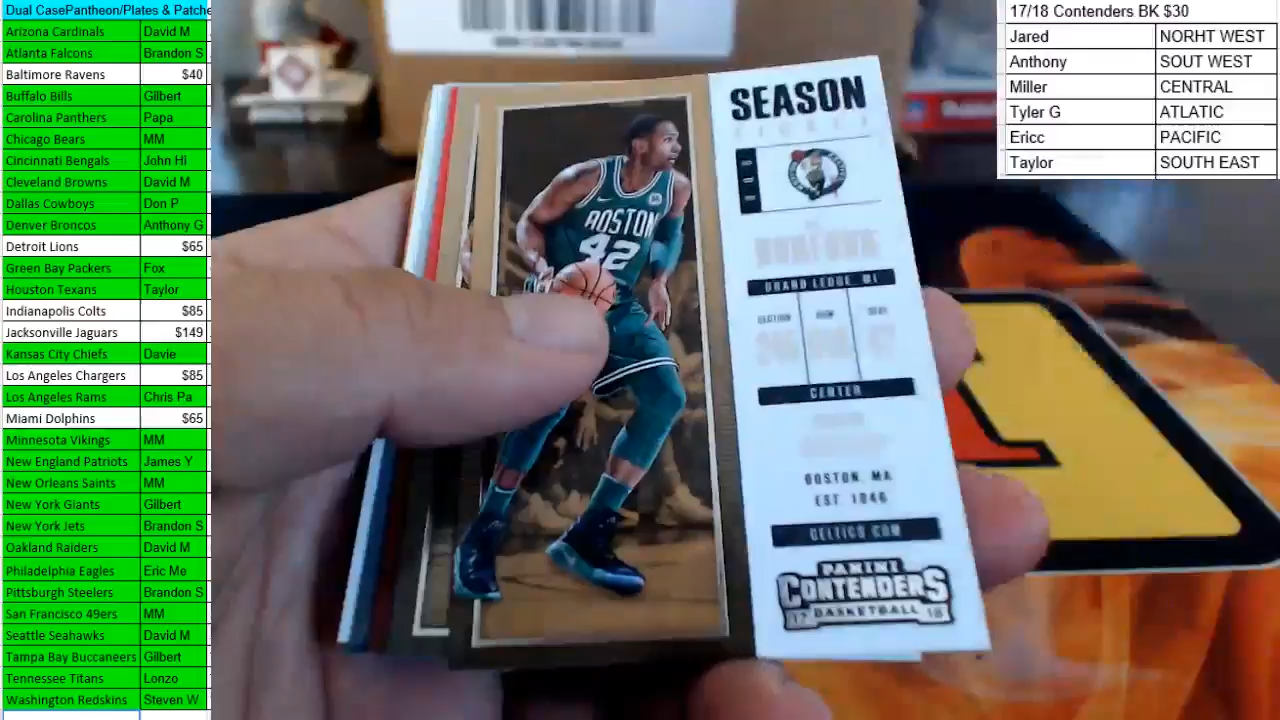 Dual CasePantheon/Plates & Patche
Arizona Cardinals David M
Atlanta Falcons Brandon S
Baltimore Ravens $40
Buffalo Bills Gilbert
Carolina Panthers Papa
Chicago Bears MM
Cincinnati Bengals John HI
Cleveland Browns David M
Dallas Cowboys Don P
Denver Broncos Anthony G
Detroit Lions $65
Green Bay Packers Fox
Houston Texans Taylor
Indianapolis Colts $85
Jacksonville Jaguars $149
Kansas City Chiefs Davie
Los Angeles Chargers $85
Los Angeles Rams Chris Pa
Miami Dolphins $65
Minnesota Vikings MM
New England Patriots James Y
New Orleans Saints MM
New York Giants Gilbert
New York Jets Brandon S
Oakland Raiders David M
Philadelphia Eagles Eric Me
Pittsburgh Steelers Brandon S
San Francisco 49ers MM
Seattle Seahawks David M
Tampa Bay Buccaneers Gilbert
Tennessee Titans Lonzo
Washington Redskins Steven W
17/18 Contenders BK $30
Jared NORHT WEST
Anthony SOUT WEST
Miller CENTRAL
Tyler G ATLATIC
Ericc PACIFIC
Taylor SOUTH EAST
SEASON
TICKET
HORFORD
GRAND LEDGE, MI
SECTION ROW SEAT
CENTER
BOSTON, MA
EST. 1946
CELTICS.COM
PANINI
CONTENDERS
17 BASKETBALL 18
BOSTON
42